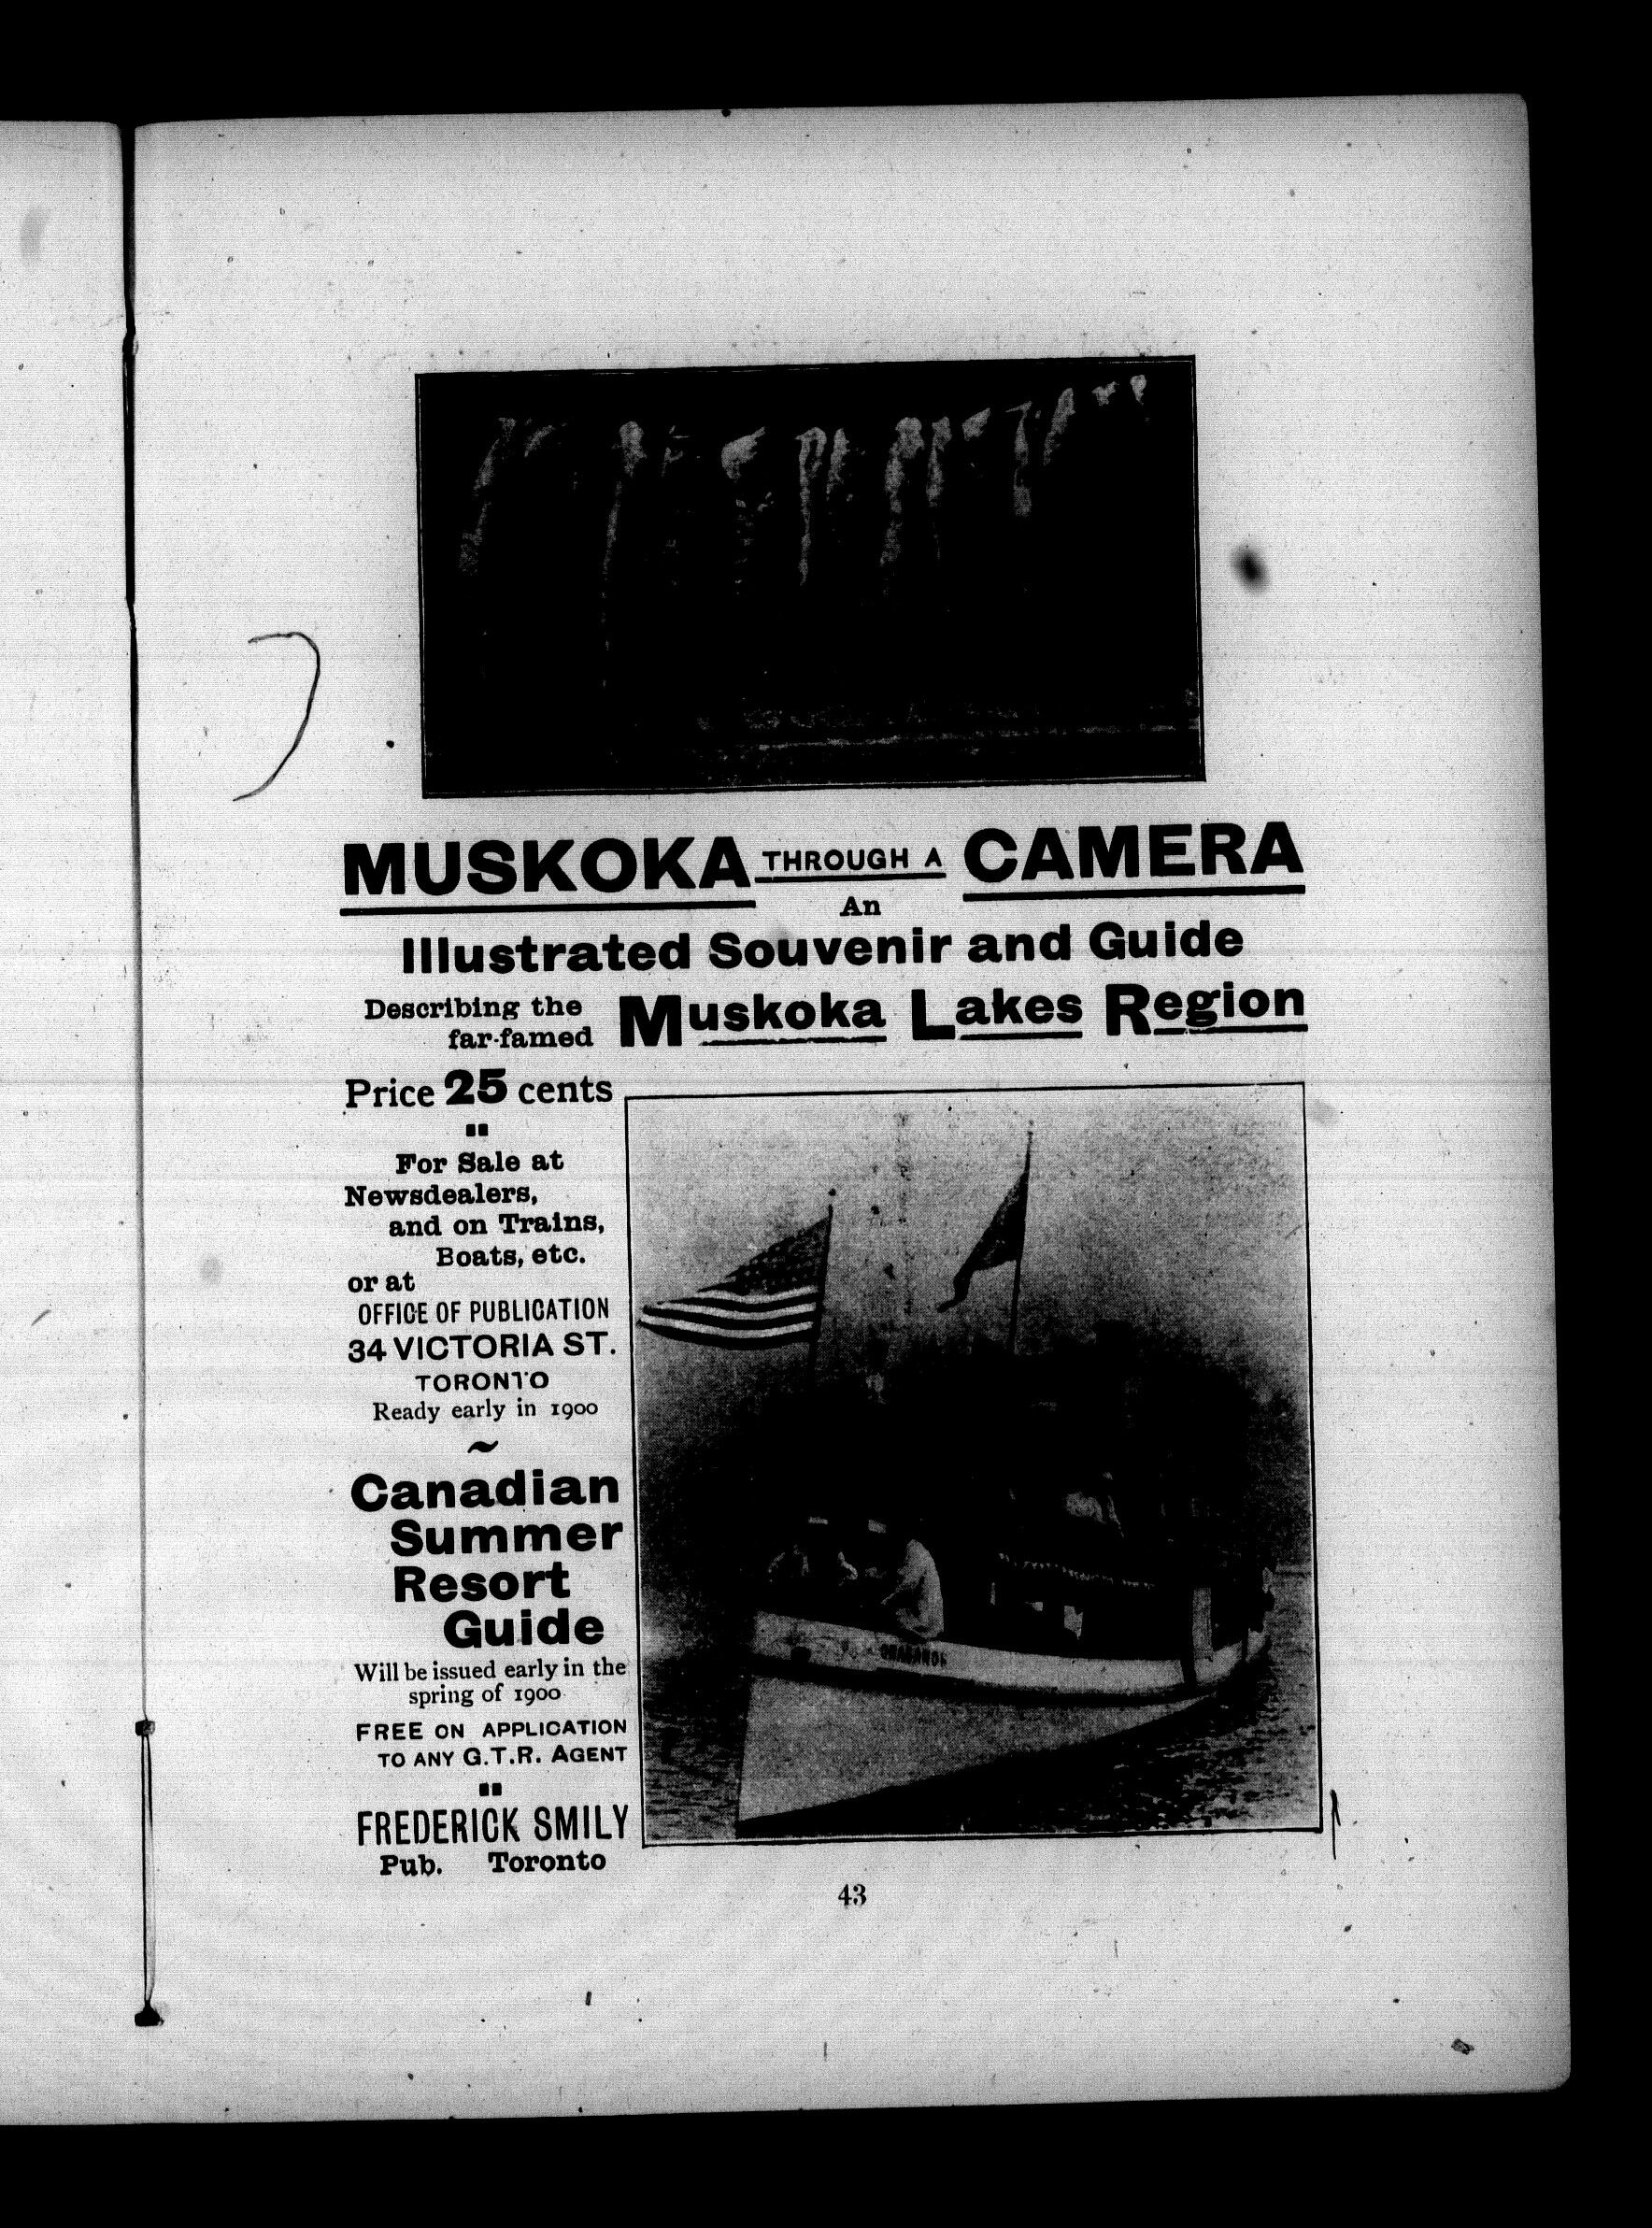 MUSKOKA THROUGH A CAMERA
An
Illustrated Souvenir and Guide
Describing the
far-famed Muskoka Lakes Region
Price 25 cents
For Sale at
Newsdealers,
and on Trains,
Boats, etc.
or at
OFFICE OF PUBLICATION
34 VICTORIA ST.
TORONTO
Ready early in 1900
~
Canadian
Summer
Resort
Guide
Will be issued early in the
spring of 1900
FREE ON APPLICATION
TO ANY G.T.R. AGENT
FREDERICK SMILY
Pub. Toronto
43